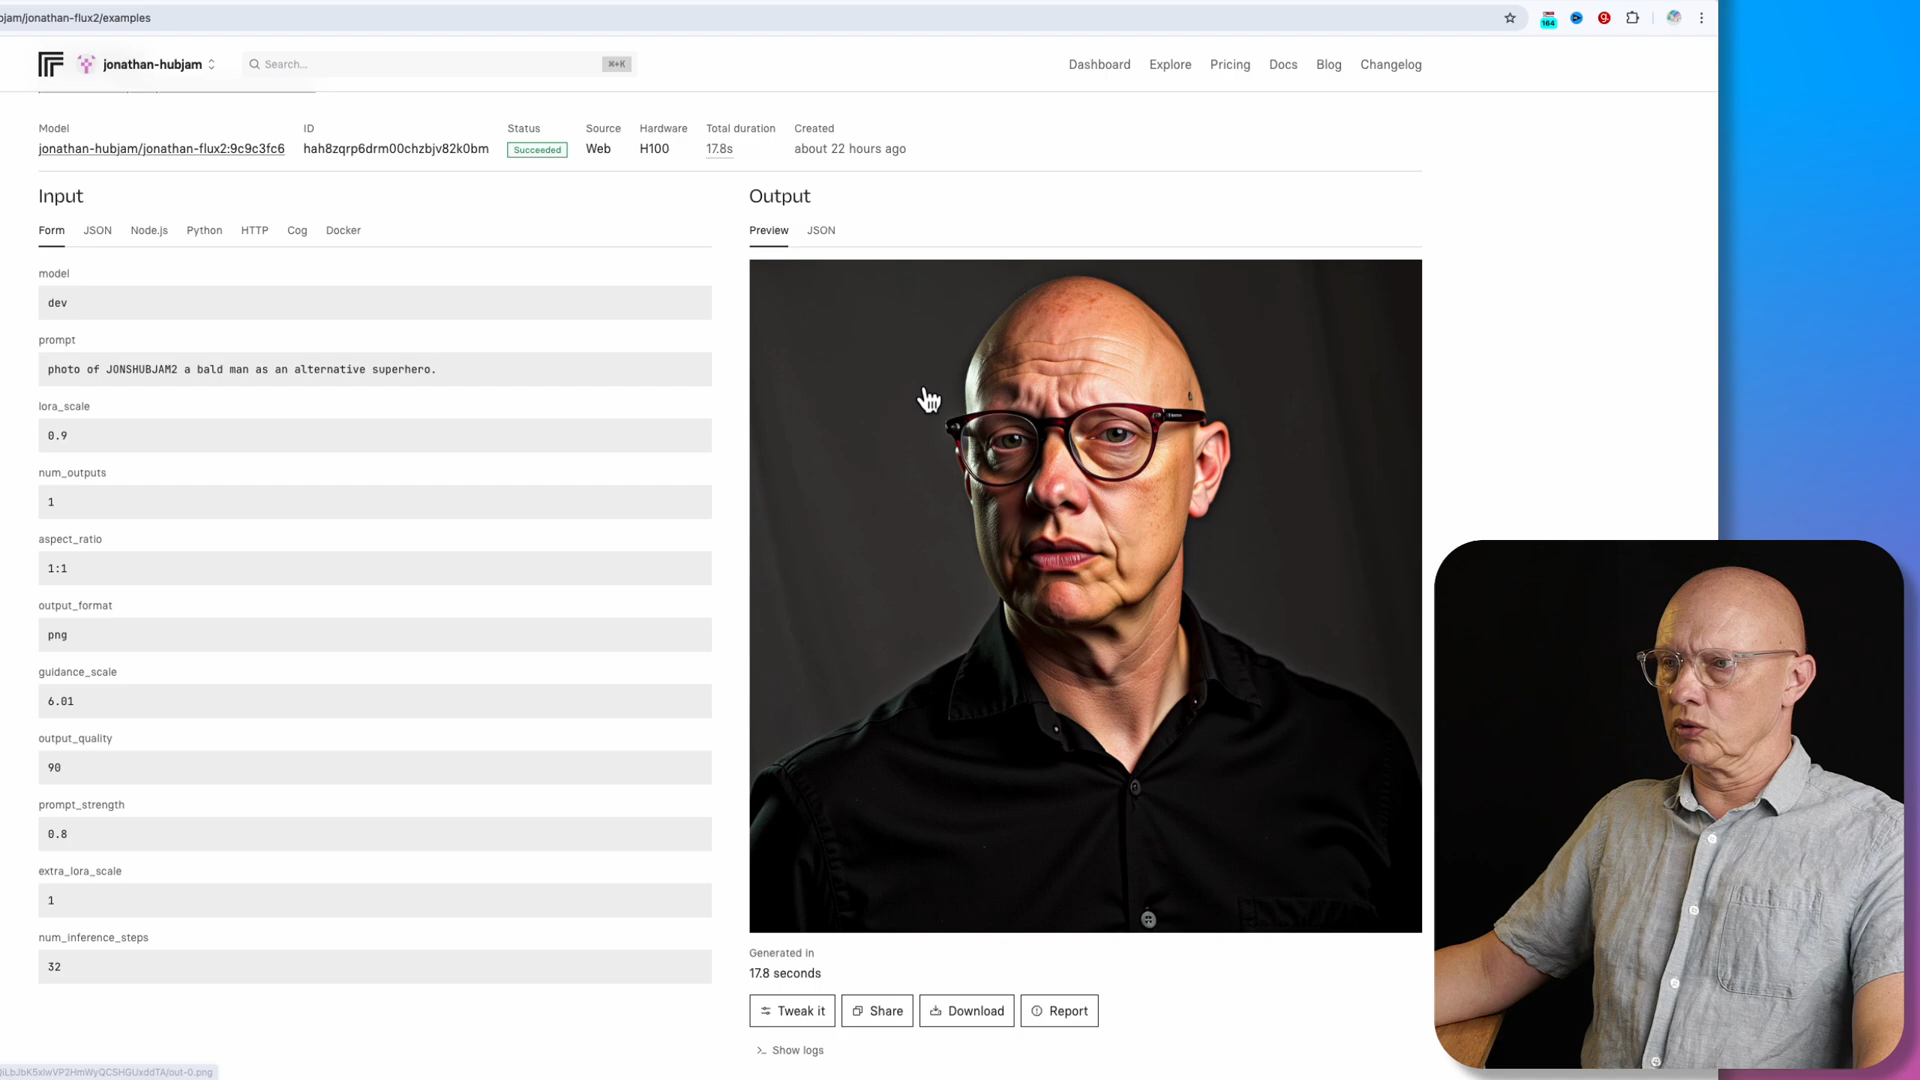 jam/jonathan-flux2/examples
164
jonathan-hubjam
Search...
⌘+K
Dashboard
Explore
Pricing
Docs
Blog
Changelog
Model
ID
Status
Source
Hardware
Total duration
Created
jonathan-hubjam/jonathan-flux2:9c9c3fc6
hah8zqrp6drm00chzbjv82k0bm
Succeeded
Web
H100
17.8s
about 22 hours ago
Input
Form
JSON
Node.js
Python
HTTP
Cog
Docker
model
dev
prompt
photo of JONSHUBJAM2 a bald man as an alternative superhero.
lora_scale
0.9
num_outputs
1
aspect_ratio
1:1
output_format
png
guidance_scale
6.01
output_quality
90
prompt_strength
0.8
extra_lora_scale
1
num_inference_steps
32
Output
Preview
JSON
Generated in
17.8 seconds
Tweak it
Share
Download
Report
Show logs